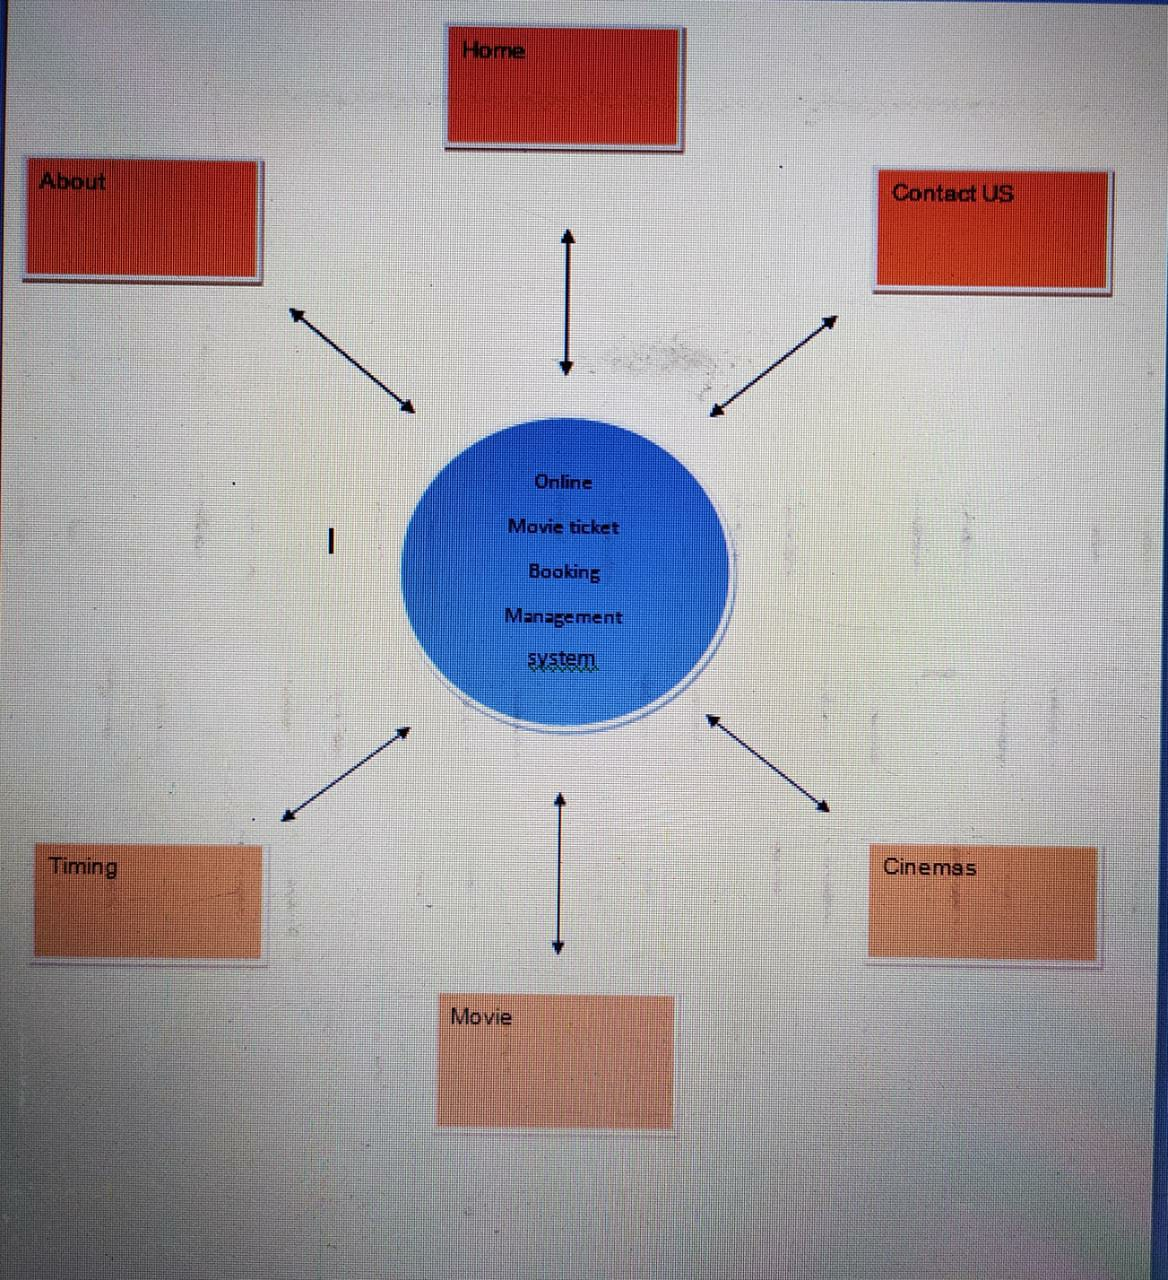 Home
About
Contact US
Online
Movie ticket
Booking
Management
system
Timing
Cinemas
Movie